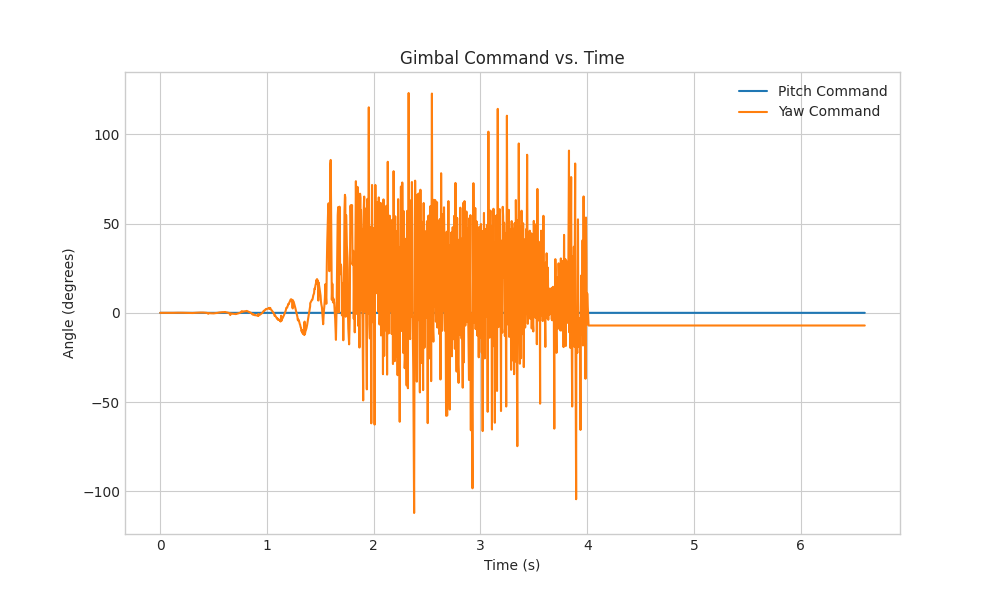 Gimbal Command vs. Time
Pitch Command
Yaw Command
100
50
0
−50
−100
Angle (degrees)
0 1 2 3 4 5 6
Time (s)